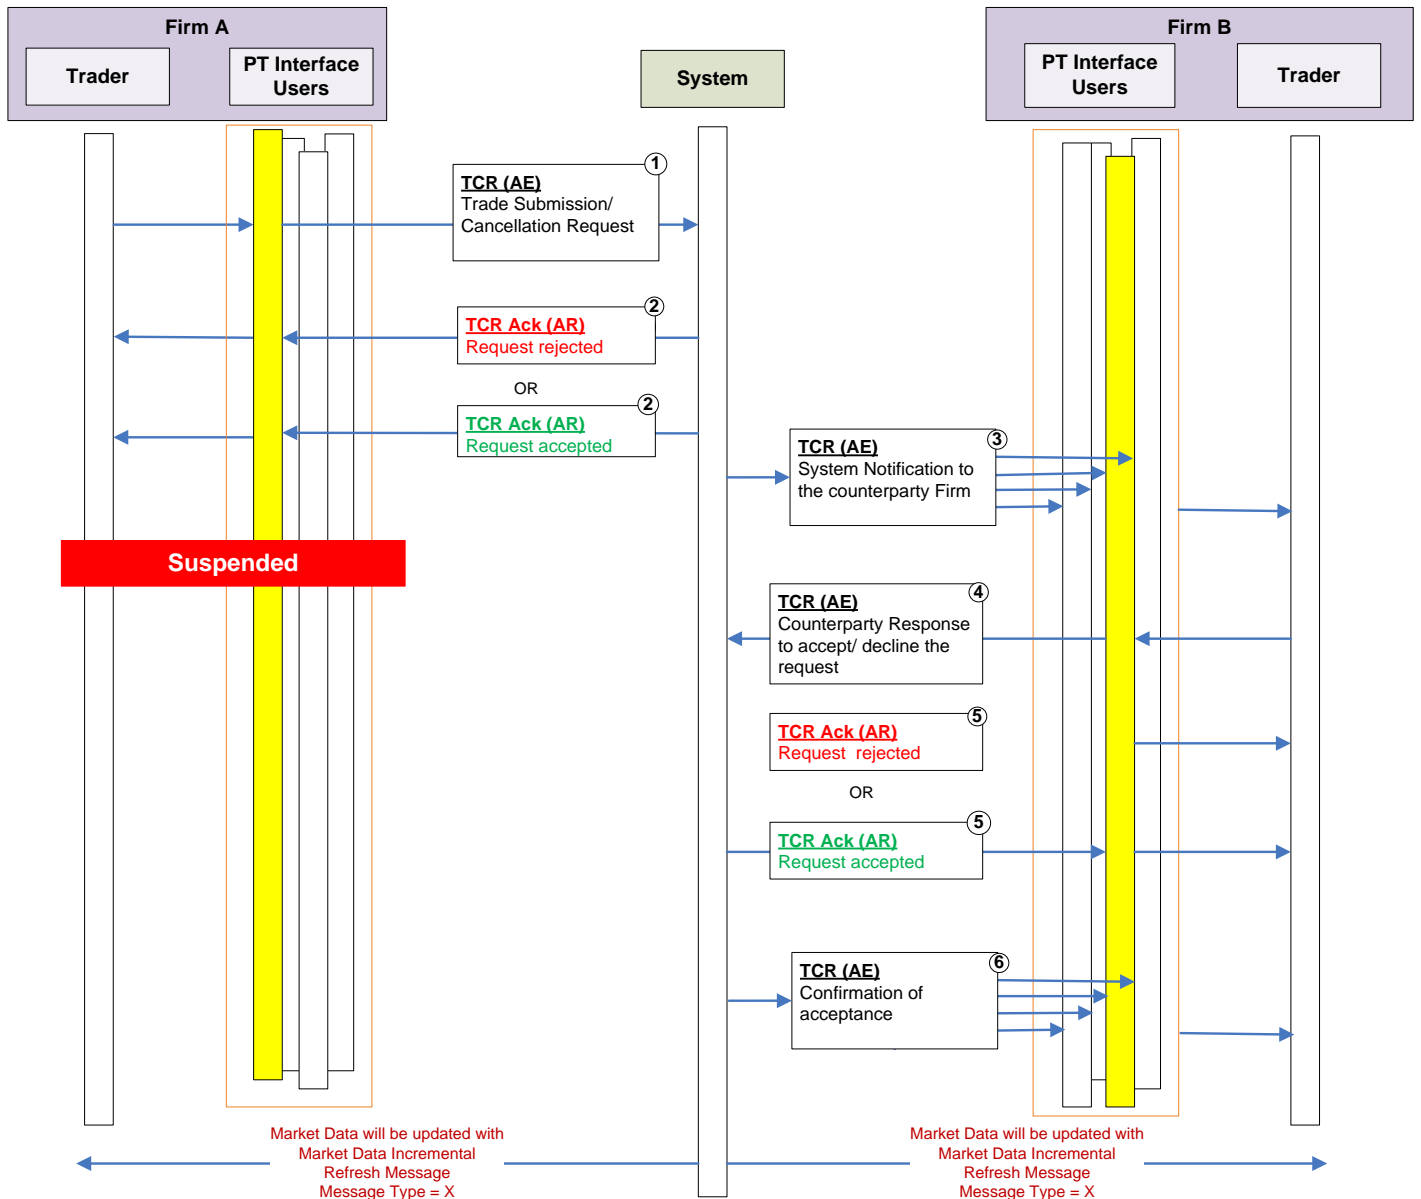 Firm A
Trader
PT Interface
Users
System
Firm B
PT Interface
Users
Trader
1
TCR (AE)
Trade Submission/
Cancellation Request
2
TCR Ack (AR)
Request rejected
OR
2
TCR Ack (AR)
Request accepted
3
TCR (AE)
System Notification to
the counterparty Firm
Suspended
4
TCR (AE)
Counterparty Response
to accept/ decline the
request
5
TCR Ack (AR)
Request  rejected
OR
5
TCR Ack (AR)
Request accepted
6
TCR (AE)
Confirmation of
acceptance
Market Data will be updated with
Market Data Incremental
Refresh Message
Message Type = X
Market Data will be updated with
Market Data Incremental
Refresh Message
Message Type = X